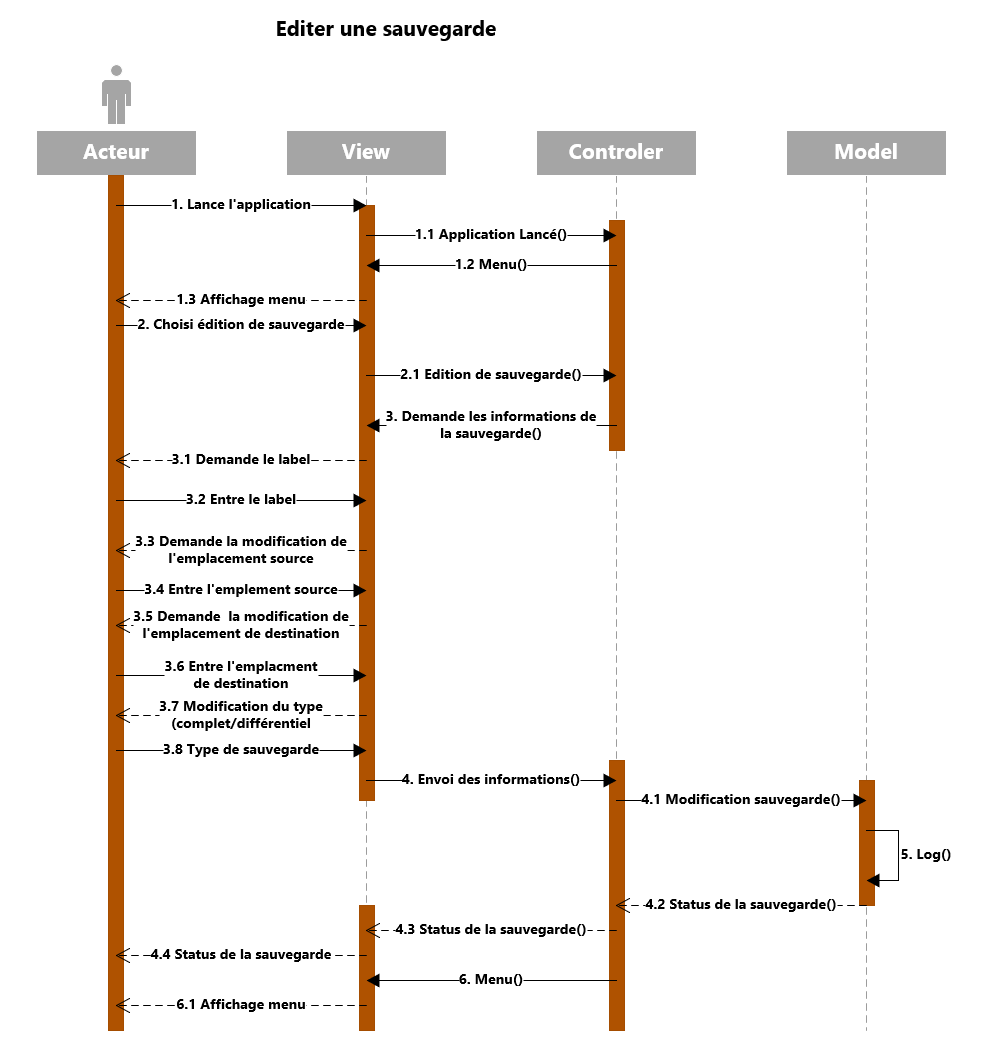 Editer une sauvegarde
Acteur
View
Controler
Model
1. Lance l'application
1.1 Application Lancé()
1.2 Menu()
1.3 Affichage menu
2. Choisi édition de sauvegarde
2.1 Edition de sauvegarde()
3. Demande les informations de
la sauvegarde()
3.1 Demande le label
3.2 Entre le label
3.3 Demande la modification de
l'emplacement source
3.4 Entre l'emplement source
3.5 Demande  la modification de
l'emplacement de destination
3.6 Entre l'emplacment
de destination
3.7 Modification du type
(complet/différentiel
3.8 Type de sauvegarde
4. Envoi des informations()
4.1 Modification sauvegarde()
5. Log()
4.2 Status de la sauvegarde()
4.3 Status de la sauvegarde()
4.4 Status de la sauvegarde
6. Menu()
6.1 Affichage menu